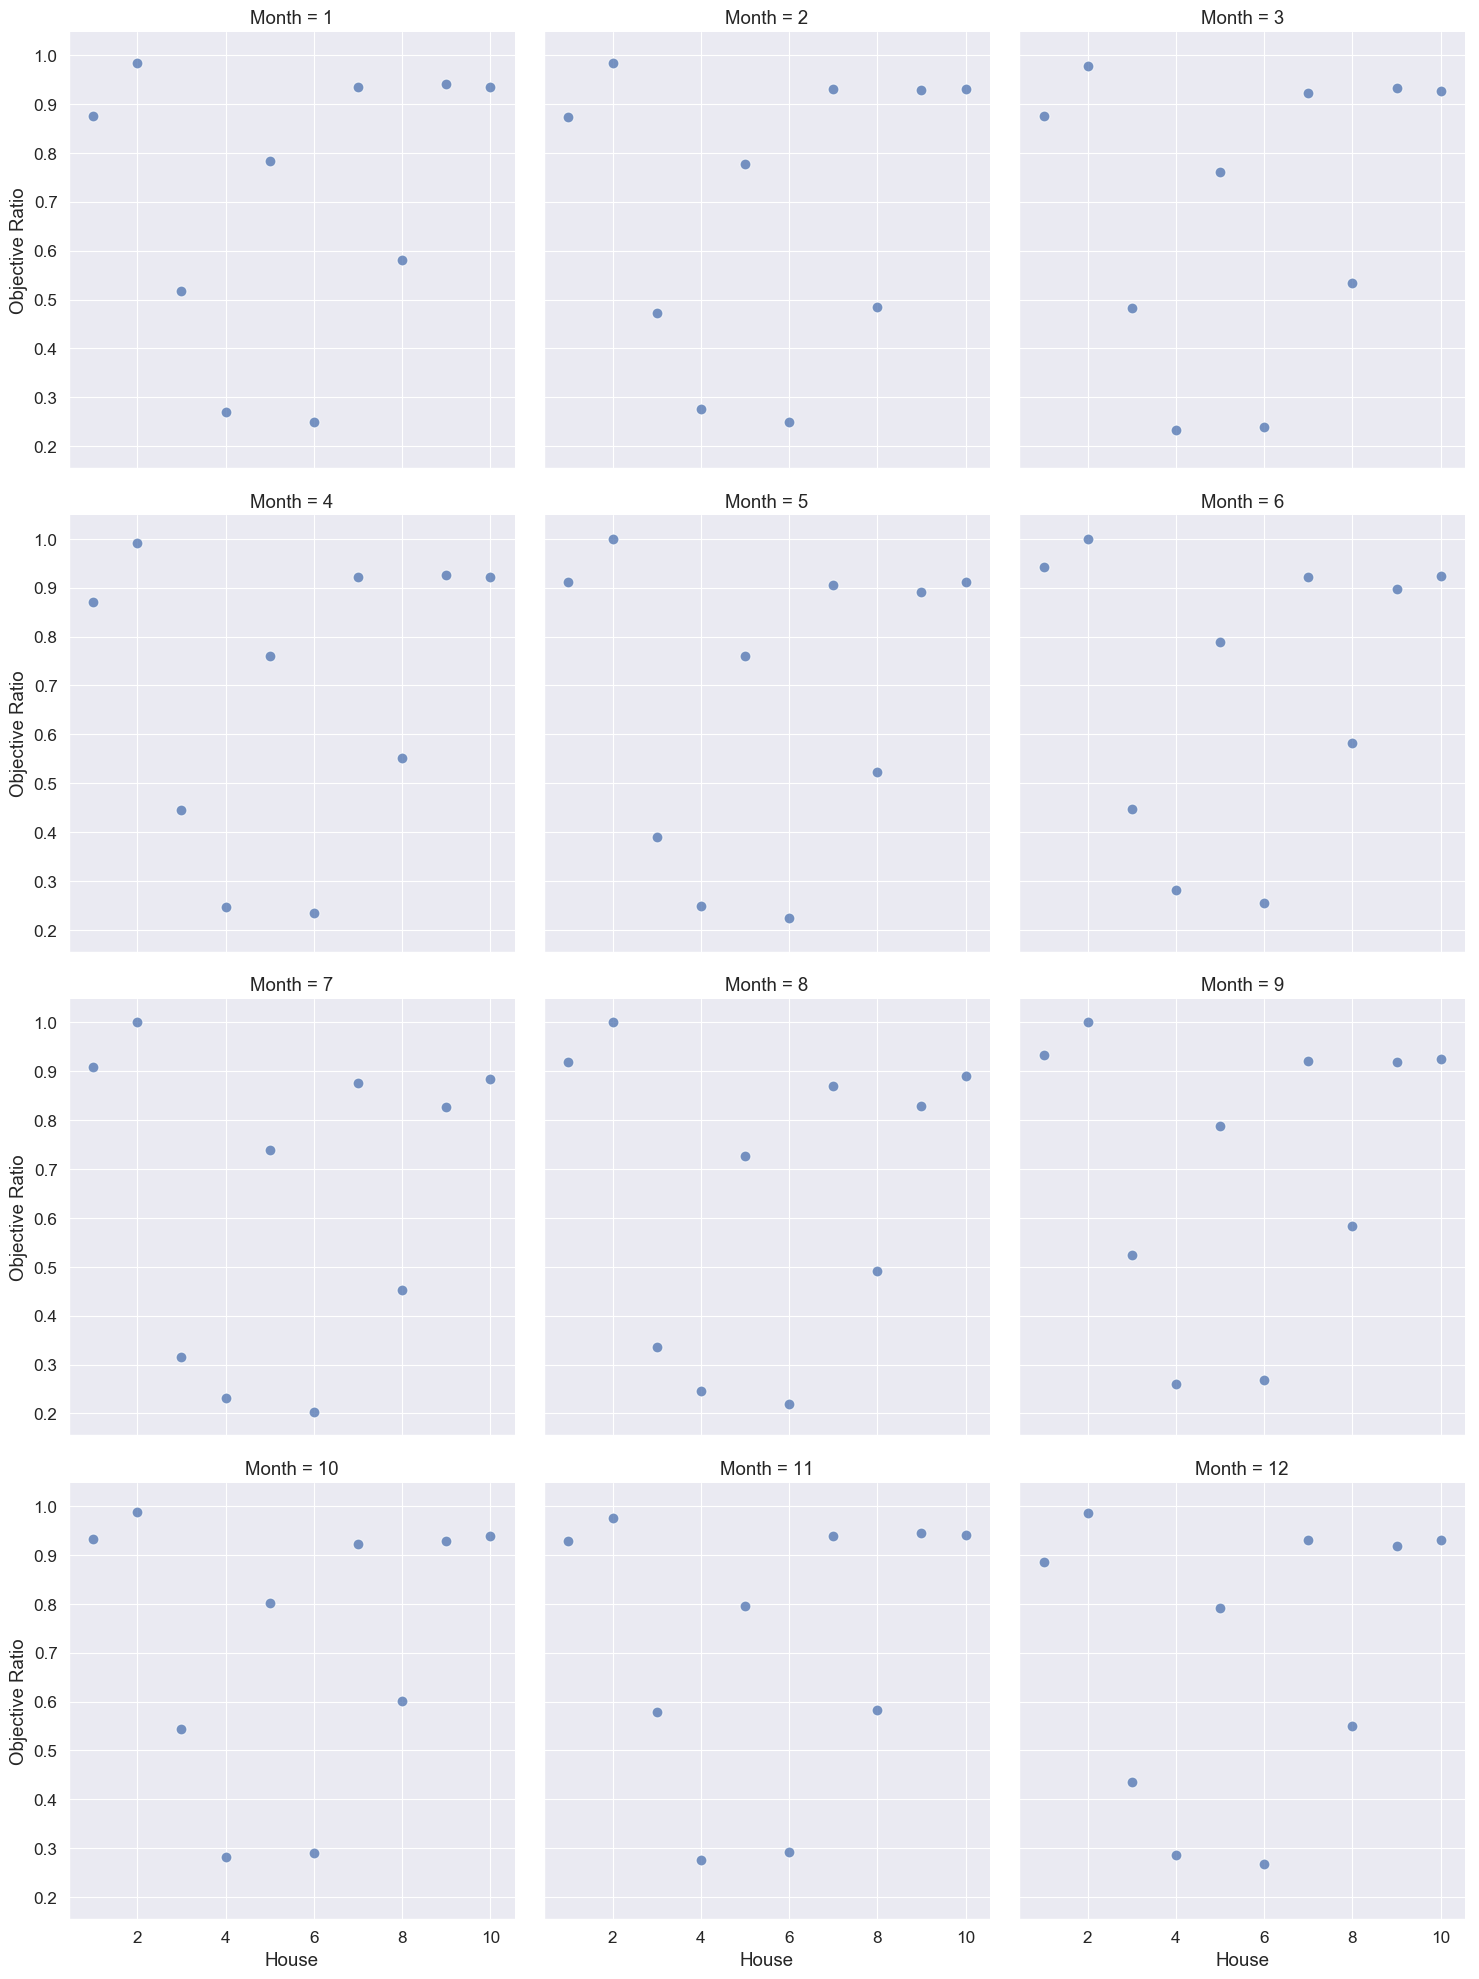 Month = 1
Month = 2
Month = 3
1.0
0.9
0.8
0.7
0.6
0.5
0.4
0.3
0.2
Objective Ratio
Month = 4
Month = 5
Month = 6
1.0
0.9
0.8
0.7
0.6
0.5
0.4
0.3
0.2
Objective Ratio
Month = 7
Month = 8
Month = 9
1.0
0.9
0.8
0.7
0.6
0.5
0.4
0.3
0.2
Objective Ratio
Month = 10
Month = 11
Month = 12
1.0
0.9
0.8
0.7
0.6
0.5
0.4
0.3
0.2
Objective Ratio
2 4 6 8 10
2 4 6 8 10
2 4 6 8 10
House
House
House